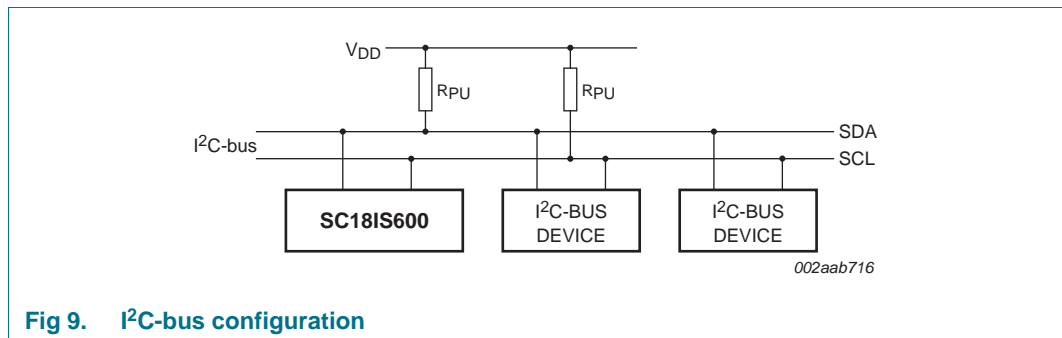 VDD
RPU
RPU
I²C-bus
SDA
SCL
SC18IS600
I²C-BUS
DEVICE
I²C-BUS
DEVICE
002aab716
Fig 9. I²C-bus configuration